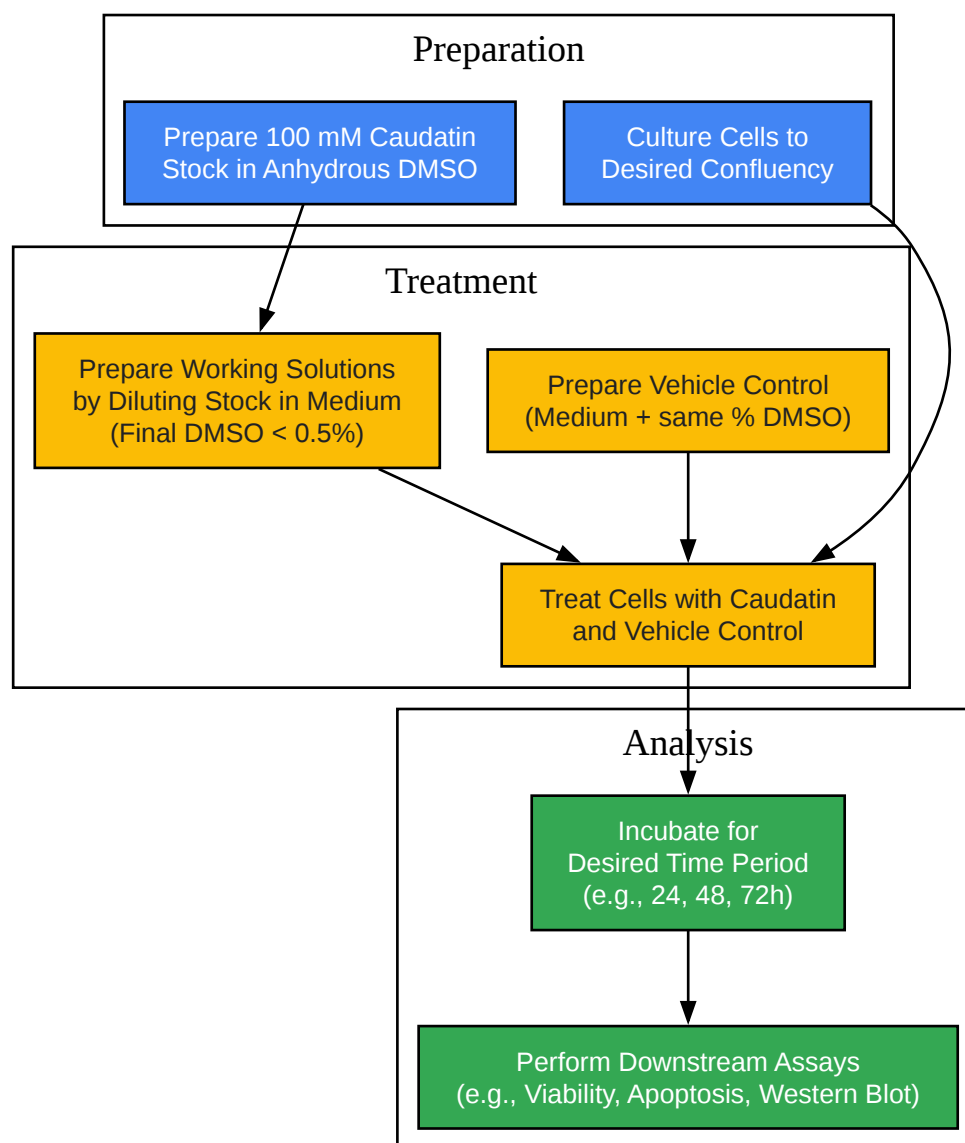 Preparation
Prepare 100 mM Caudatin
Stock in Anhydrous DMSO
Culture Cells to
Desired Confluency
Treatment
Prepare Working Solutions
by Diluting Stock in Medium
(Final DMSO < 0.5%)
Prepare Vehicle Control
(Medium + same % DMSO)
Treat Cells with Caudatin
and Vehicle Control
Analysis
Incubate for
Desired Time Period
(e.g., 24, 48, 72h)
Perform Downstream Assays
(e.g., Viability, Apoptosis, Western Blot)